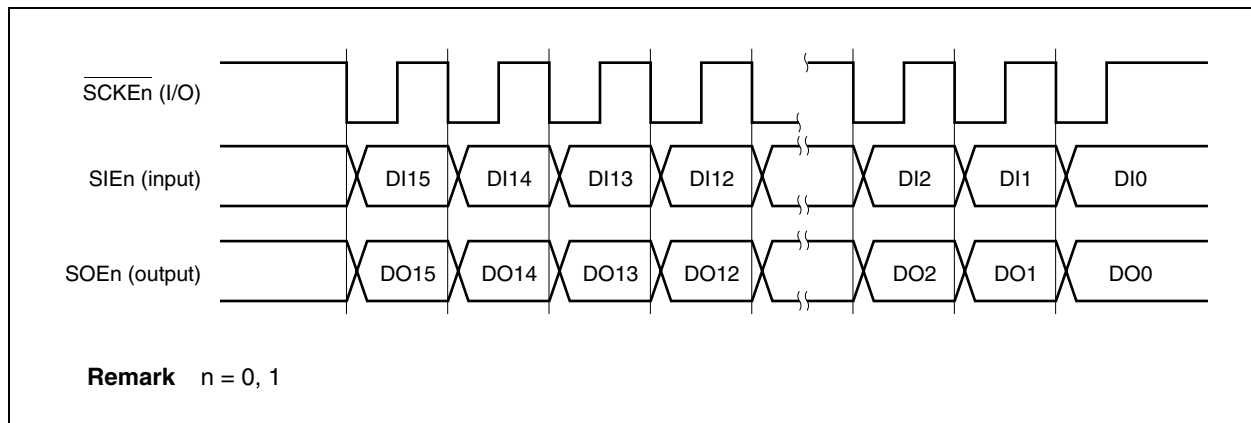 SCKEn (I/O)
SIEn (input) DI15 DI14 DI13 DI12 DI2 DI1 DI0
SOEn (output) DO15 DO14 DO13 DO12 DO2 DO1 DO0
Remark n = 0, 1